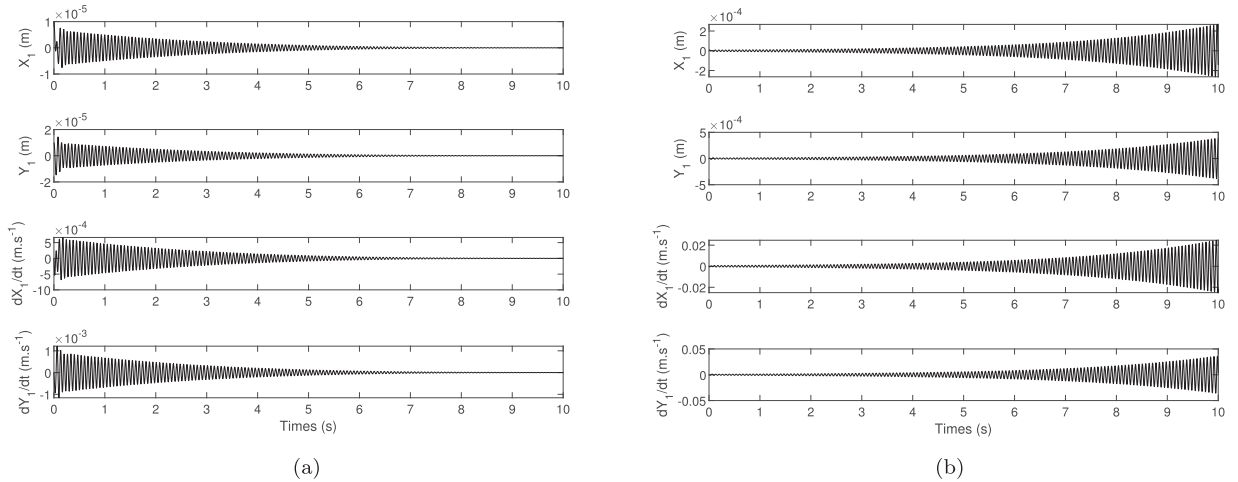 ×10-5
1
0
-1
X1 (m)
0 1 2 3 4 5 6 7 8 9 10
×10-5
2
0
-2
Y1 (m)
0 1 2 3 4 5 6 7 8 9 10
×10-4
5
0
-5
-10
dX1/dt (m.s-1)
0 1 2 3 4 5 6 7 8 9 10
×10-3
1
0
-1
dY1/dt (m.s-1)
0 1 2 3 4 5 6 7 8 9 10
Times (s)
(a)
×10-4
2
0
-2
X1 (m)
0 1 2 3 4 5 6 7 8 9 10
×10-4
5
0
-5
Y1 (m)
0 1 2 3 4 5 6 7 8 9 10
0.02
0
-0.02
dX1/dt (m.s-1)
0 1 2 3 4 5 6 7 8 9 10
0.05
0
-0.05
dY1/dt (m.s-1)
0 1 2 3 4 5 6 7 8 9 10
Times (s)
(b)